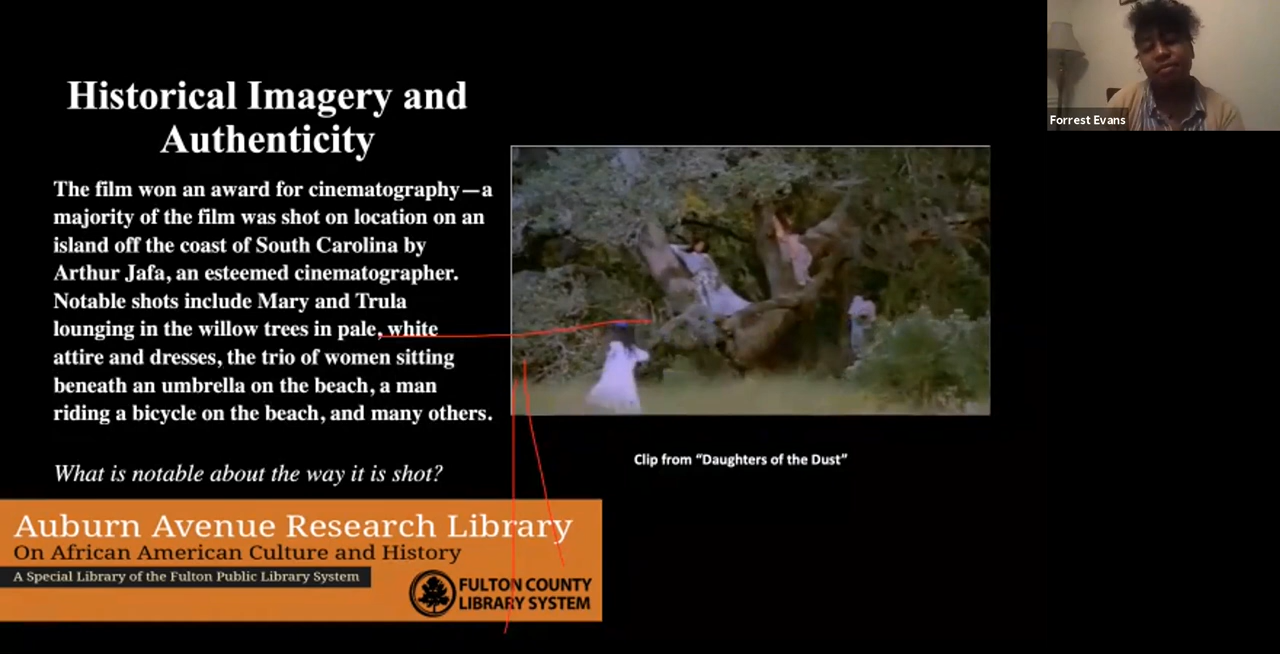 Historical Imagery and
Authenticity
The film won an award for cinematography—a
majority of the film was shot on location on an
island off the coast of South Carolina by
Arthur Jafa, an esteemed cinematographer.
Notable shots include Mary and Trula
lounging in the willow trees in pale, white
attire and dresses, the trio of women sitting
beneath an umbrella on the beach, a man
riding a bicycle on the beach, and many others.
What is notable about the way it is shot?
Clip from “Daughters of the Dust”
Auburn Avenue Research Library
On African American Culture and History
A Special Library of the Fulton Public Library System
FULTON COUNTY
LIBRARY SYSTEM
Forrest Evans